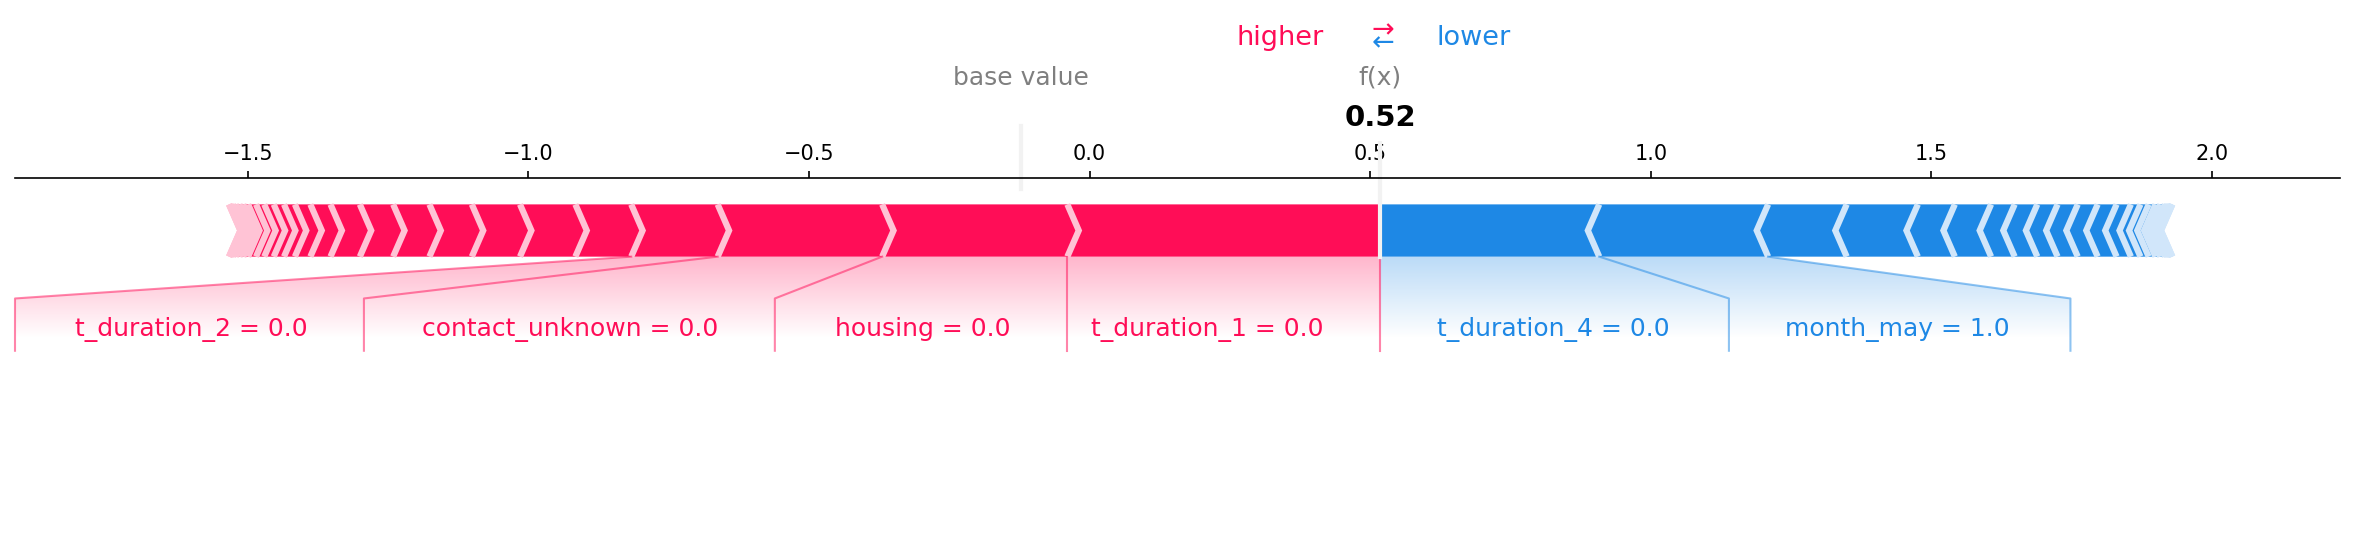 higher ⇄ lower
base value f(x)
0.52
−1.5 −1.0 −0.5 0.0 0.5 1.0 1.5 2.0
t_duration_2 = 0.0 contact_unknown = 0.0 housing = 0.0 t_duration_1 = 0.0 t_duration_4 = 0.0 month_may = 1.0